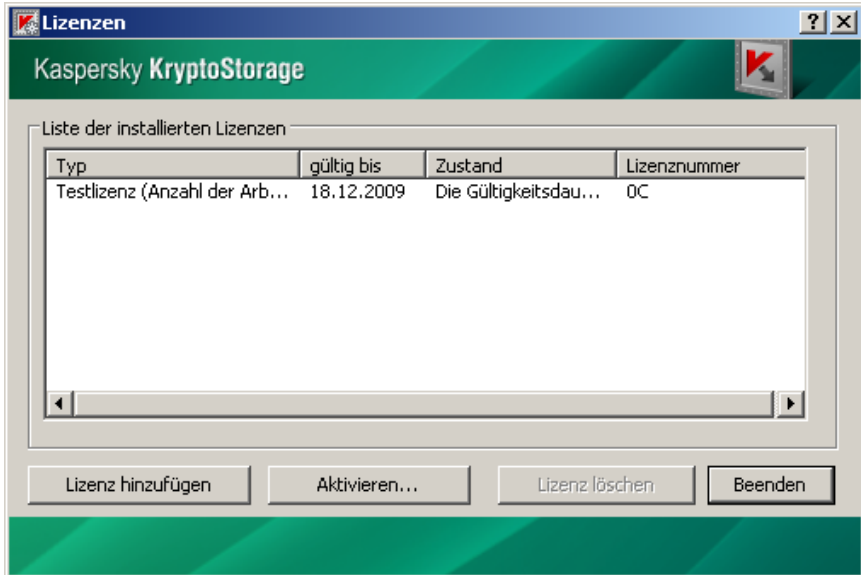 Lizenzen
Kaspersky KryptoStorage
Liste der installierten Lizenzen
Typ gültig bis Zustand Lizenznummer
Testlizenz (Anzahl der Arb... 18.12.2009 Die Gültigkeitsdau... 0C
Lizenz hinzufügen Aktivieren... Lizenz löschen Beenden